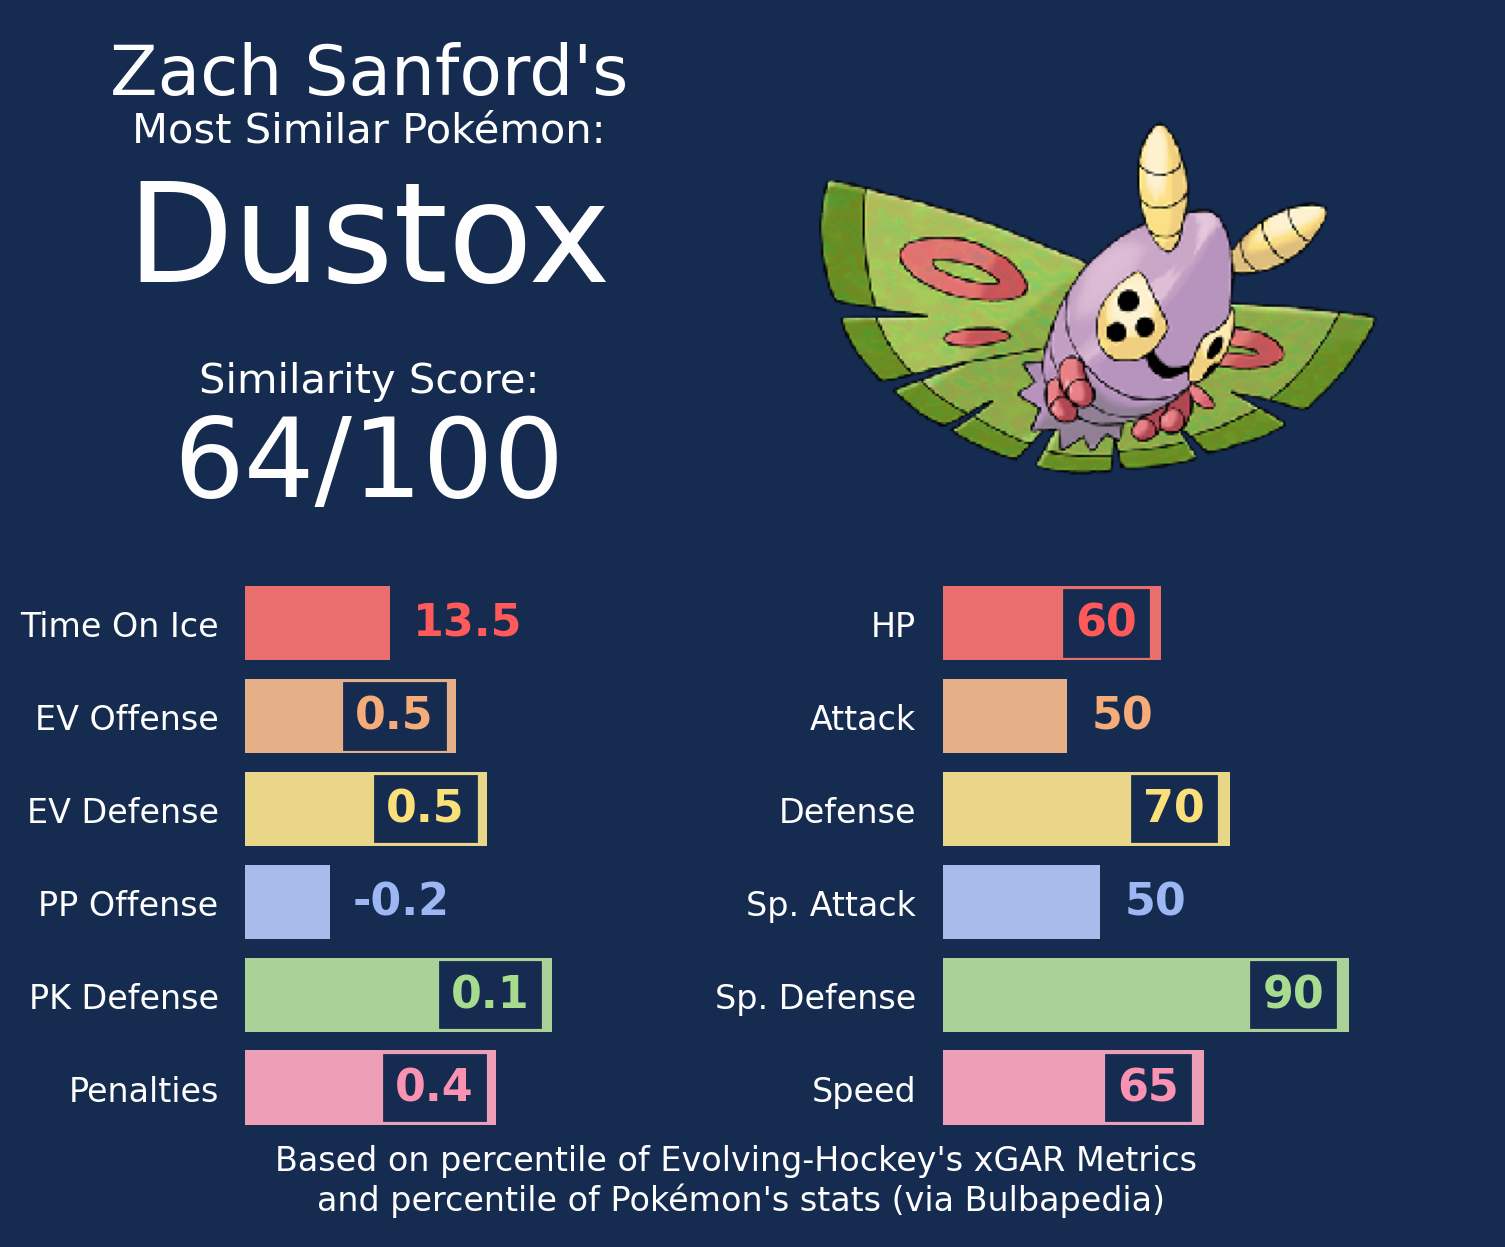 Zach Sanford's
Most Similar Pokémon:
Dustox
Similarity Score:
64/100
Time On Ice 13.5
EV Offense 0.5
EV Defense 0.5
PP Offense -0.2
PK Defense 0.1
Penalties 0.4
HP 60
Attack 50
Defense 70
Sp. Attack 50
Sp. Defense 90
Speed 65
Based on percentile of Evolving-Hockey's xGAR Metrics
and percentile of Pokémon's stats (via Bulbapedia)